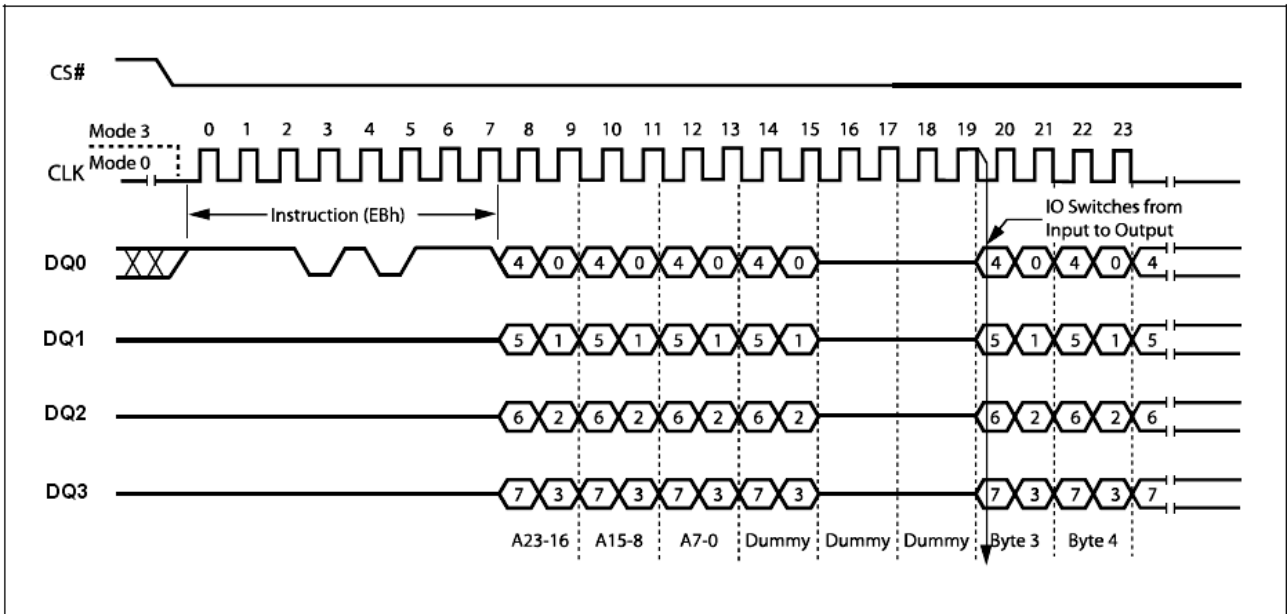 CS#
Mode 3 0 1 2 3 4 5 6 7 8 9 10 11 12 13 14 15 16 17 18 19 20 21 22 23
CLK Mode 0
Instruction (EBh)
IO Switches from
Input to Output
DQ0 4 0 4 0 4 0 4 0 4 0 4 0 4
DQ1 5 1 5 1 5 1 5 1 5 1 5 1 5
DQ2 6 2 6 2 6 2 6 2 6 2 6 2 6
DQ3 7 3 7 3 7 3 7 3 7 3 7 3 7
A23-16 A15-8 A7-0 Dummy Dummy Dummy Byte 3 Byte 4